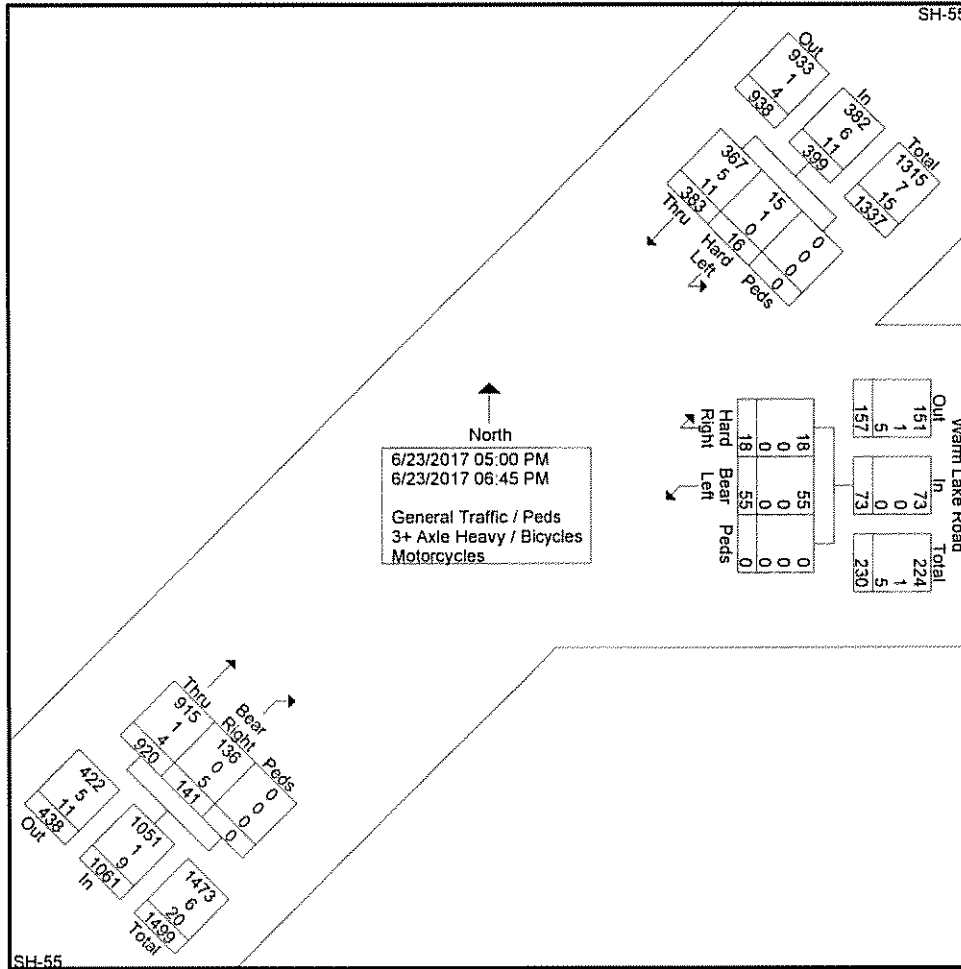 SH-55
Out
933
1
4
938
In
382
6
11
399
Total
1315
7
15
1337
367
5
11
383
Thru
15
1
0
16
Hard
Left
0
0
0
0
Peds
Warm Lake Road
Out
151
1
5
157
In
73
0
0
73
Total
224
1
5
230
18
0
0
18
Hard
Right
55
0
0
55
Bear
Left
0
0
0
0
Peds
North
6/23/2017 05:00 PM
6/23/2017 06:45 PM
General Traffic / Peds
3+ Axle Heavy / Bicycles
Motorcycles
Thru
915
1
4
920
Bear
Right
136
0
5
141
Peds
0
0
0
0
422
5
11
438
Out
1051
1
9
1061
In
1473
6
20
1499
Total
SH-55